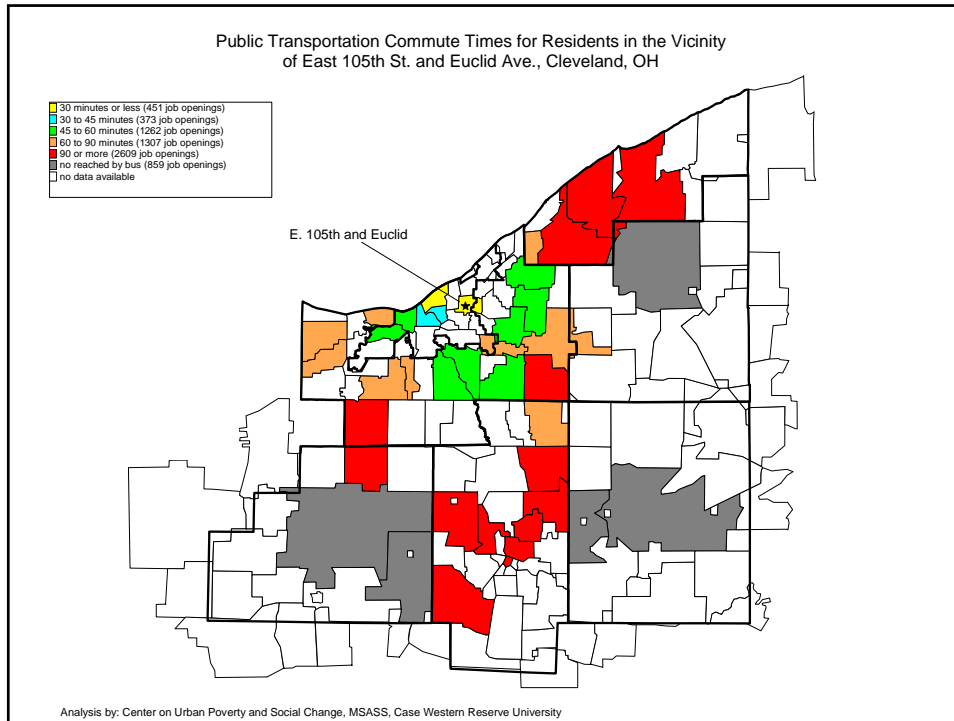 Public Transportation Commute Times for Residents in the Vicinity
of East 105th St. and Euclid Ave., Cleveland, OH
30 minutes or less (451 job openings)
30 to 45 minutes (373 job openings)
45 to 60 minutes (1262 job openings)
60 to 90 minutes (1307 job openings)
90 or more (2609 job openings)
no reached by bus (859 job openings)
no data available
E. 105th and Euclid
Analysis by: Center on Urban Poverty and Social Change, MSASS, Case Western Reserve University